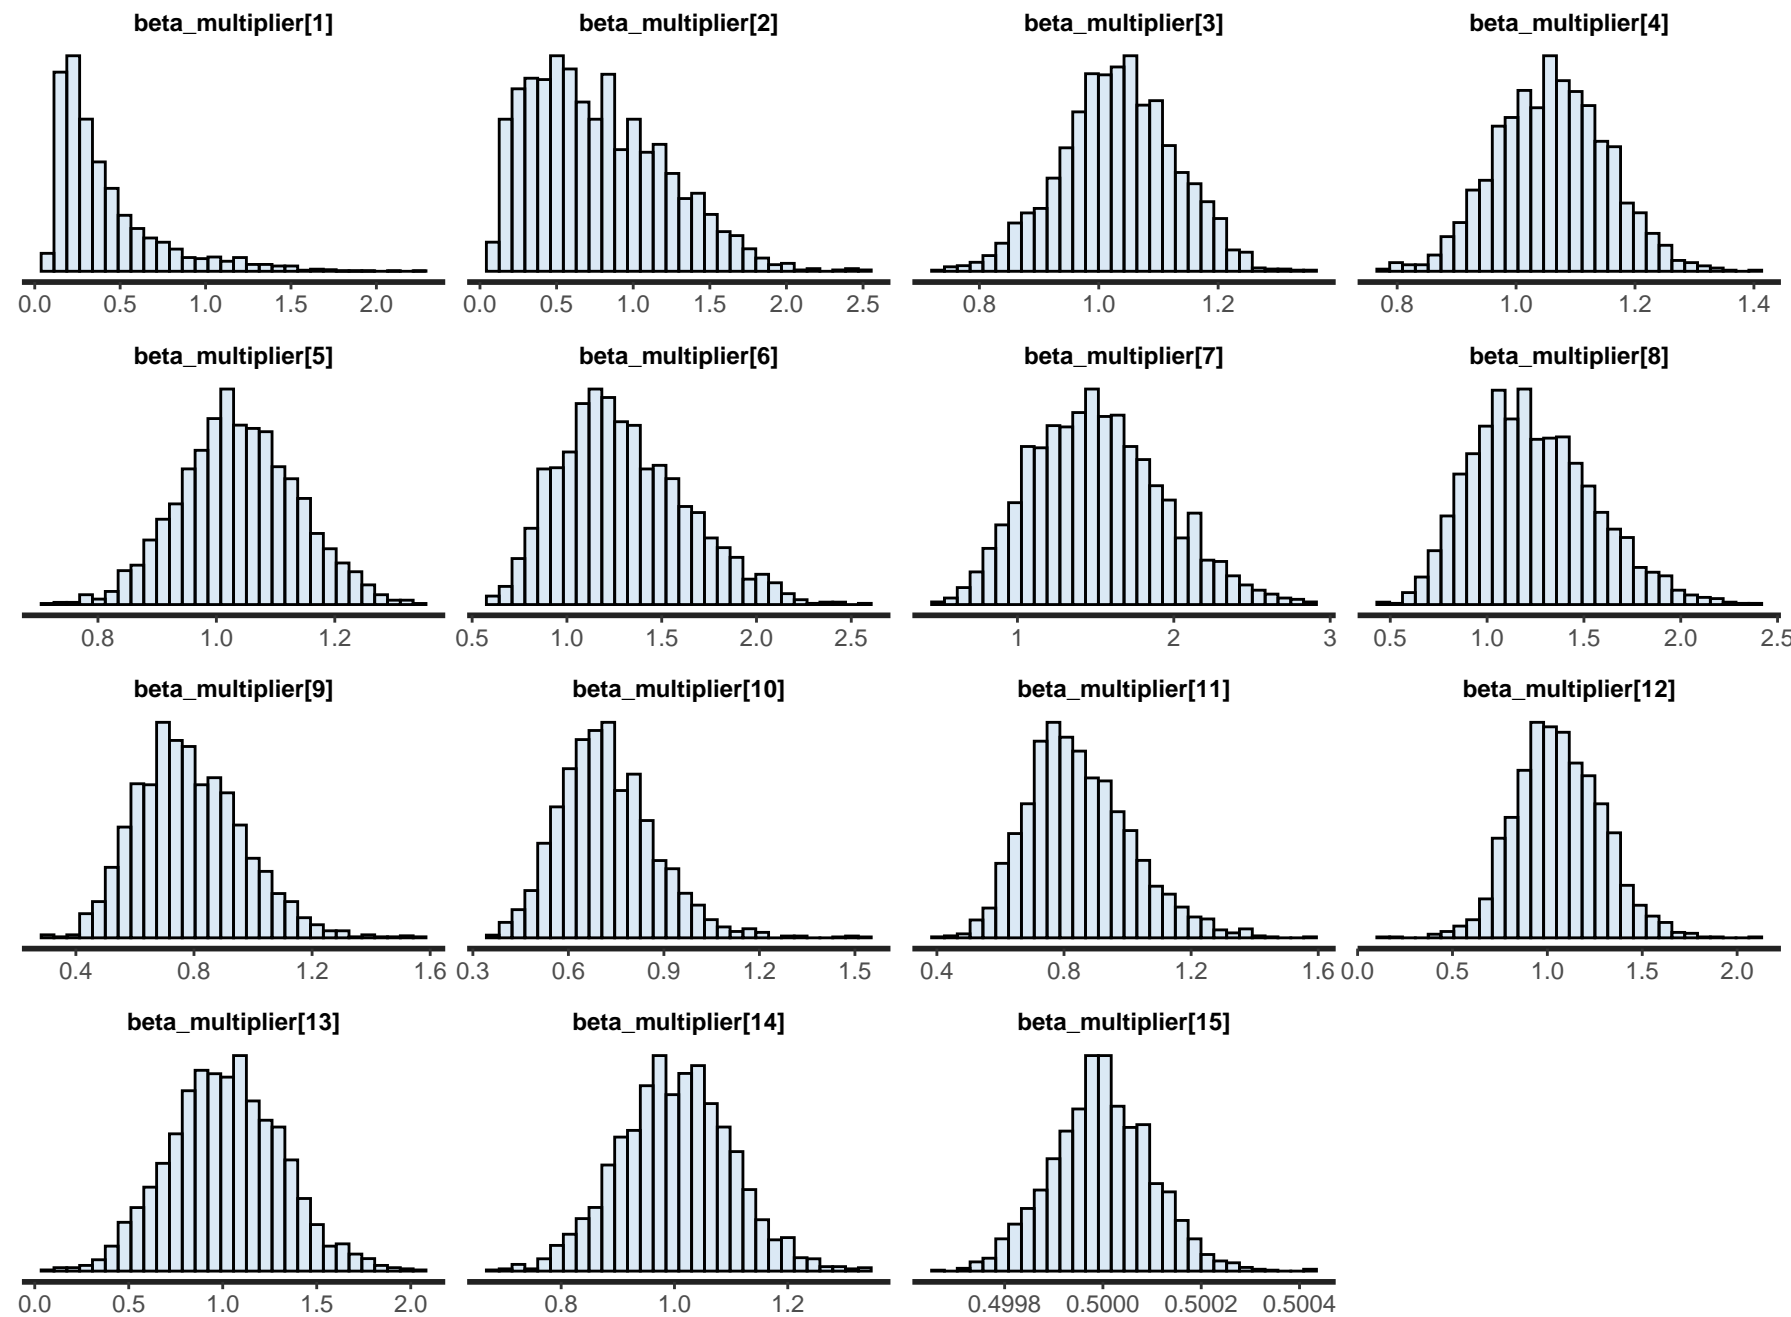 beta_multiplier[1] beta_multiplier[2] beta_multiplier[3] beta_multiplier[4]
0.0 0.5 1.0 1.5 2.0 0.0 0.5 1.0 1.5 2.0 2.5 0.8 1.0 1.2 0.8 1.0 1.2 1.4
beta_multiplier[5] beta_multiplier[6] beta_multiplier[7] beta_multiplier[8]
0.8 1.0 1.2 0.5 1.0 1.5 2.0 2.5 1 2 3 0.5 1.0 1.5 2.0 2.5
beta_multiplier[9] beta_multiplier[10] beta_multiplier[11] beta_multiplier[12]
0.4 0.8 1.2 1.6 0.3 0.6 0.9 1.2 1.5 0.4 0.8 1.2 1.6 0.0 0.5 1.0 1.5 2.0
beta_multiplier[13] beta_multiplier[14] beta_multiplier[15]
0.0 0.5 1.0 1.5 2.0 0.8 1.0 1.2 0.4998 0.5000 0.5002 0.5004